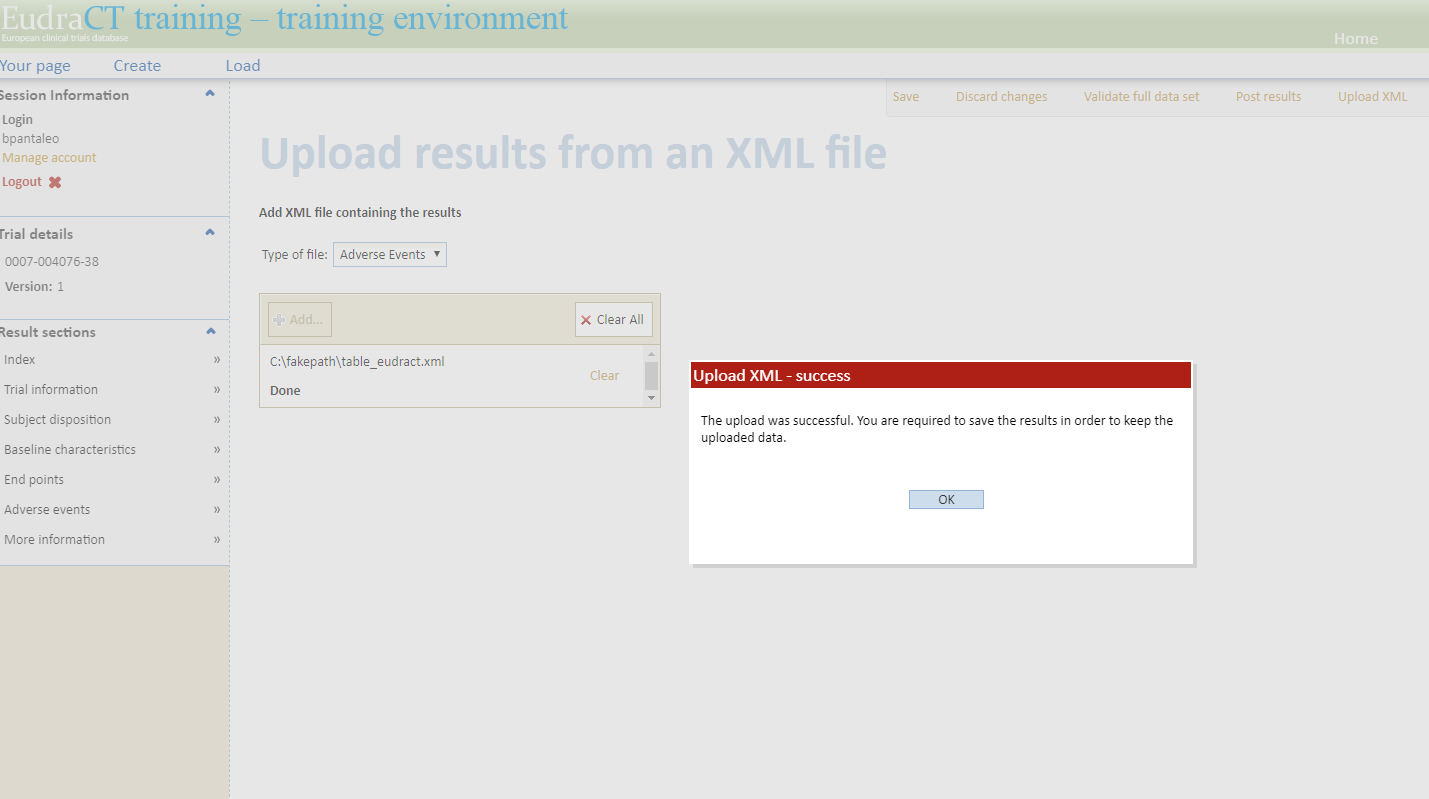 EudraCT training – training environment
European clinical trials database
Home
Your page Create Load
Session Information
Login
bpantaleo
Manage account
Logout
Trial details
0007-004076-38
Version: 1
Result sections
Index »
Trial information »
Subject disposition »
Baseline characteristics »
End points »
Adverse events »
More information »
Save Discard changes Validate full data set Post results Upload XML
Upload results from an XML file
Add XML file containing the results
Type of file: Adverse Events
Add... Clear All
C:\fakepath\table_eudract.xml
Clear
Done
Upload XML - success
The upload was successful. You are required to save the results in order to keep the
uploaded data.
OK